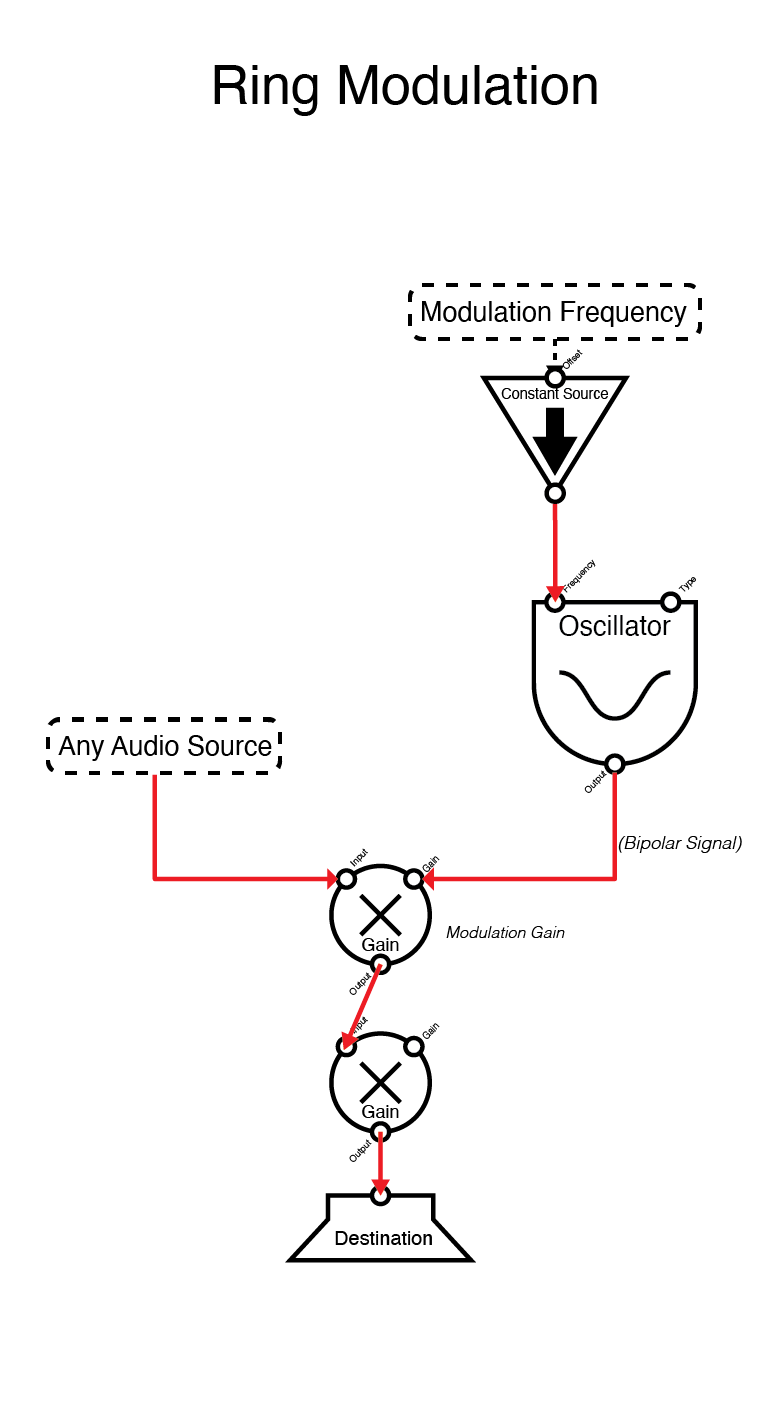 Ring Modulation
Modulation Frequency
Offset
Constant Source
Frequency
Type
Oscillator
Any Audio Source
Output
(Bipolar Signal)
Input
Gain
Modulation Gain
Gain
Output
Input
Gain
Gain
Output
Destination